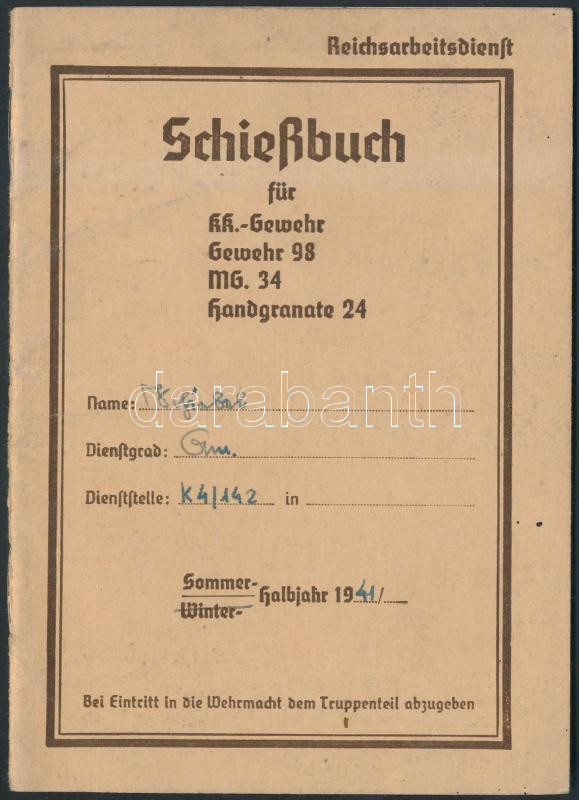 Reichsarbeitsdienst
Schießbuch
für
KK.-Gewehr
Gewehr 98
MG. 34
Handgranate 24
darabanth
Name:
Dienstgrad:
Dienststelle: K4/142 in
Sommer-
Winter-
Halbjahr 1941/
Bei Eintritt in die Wehrmacht dem Truppenteil abzugeben